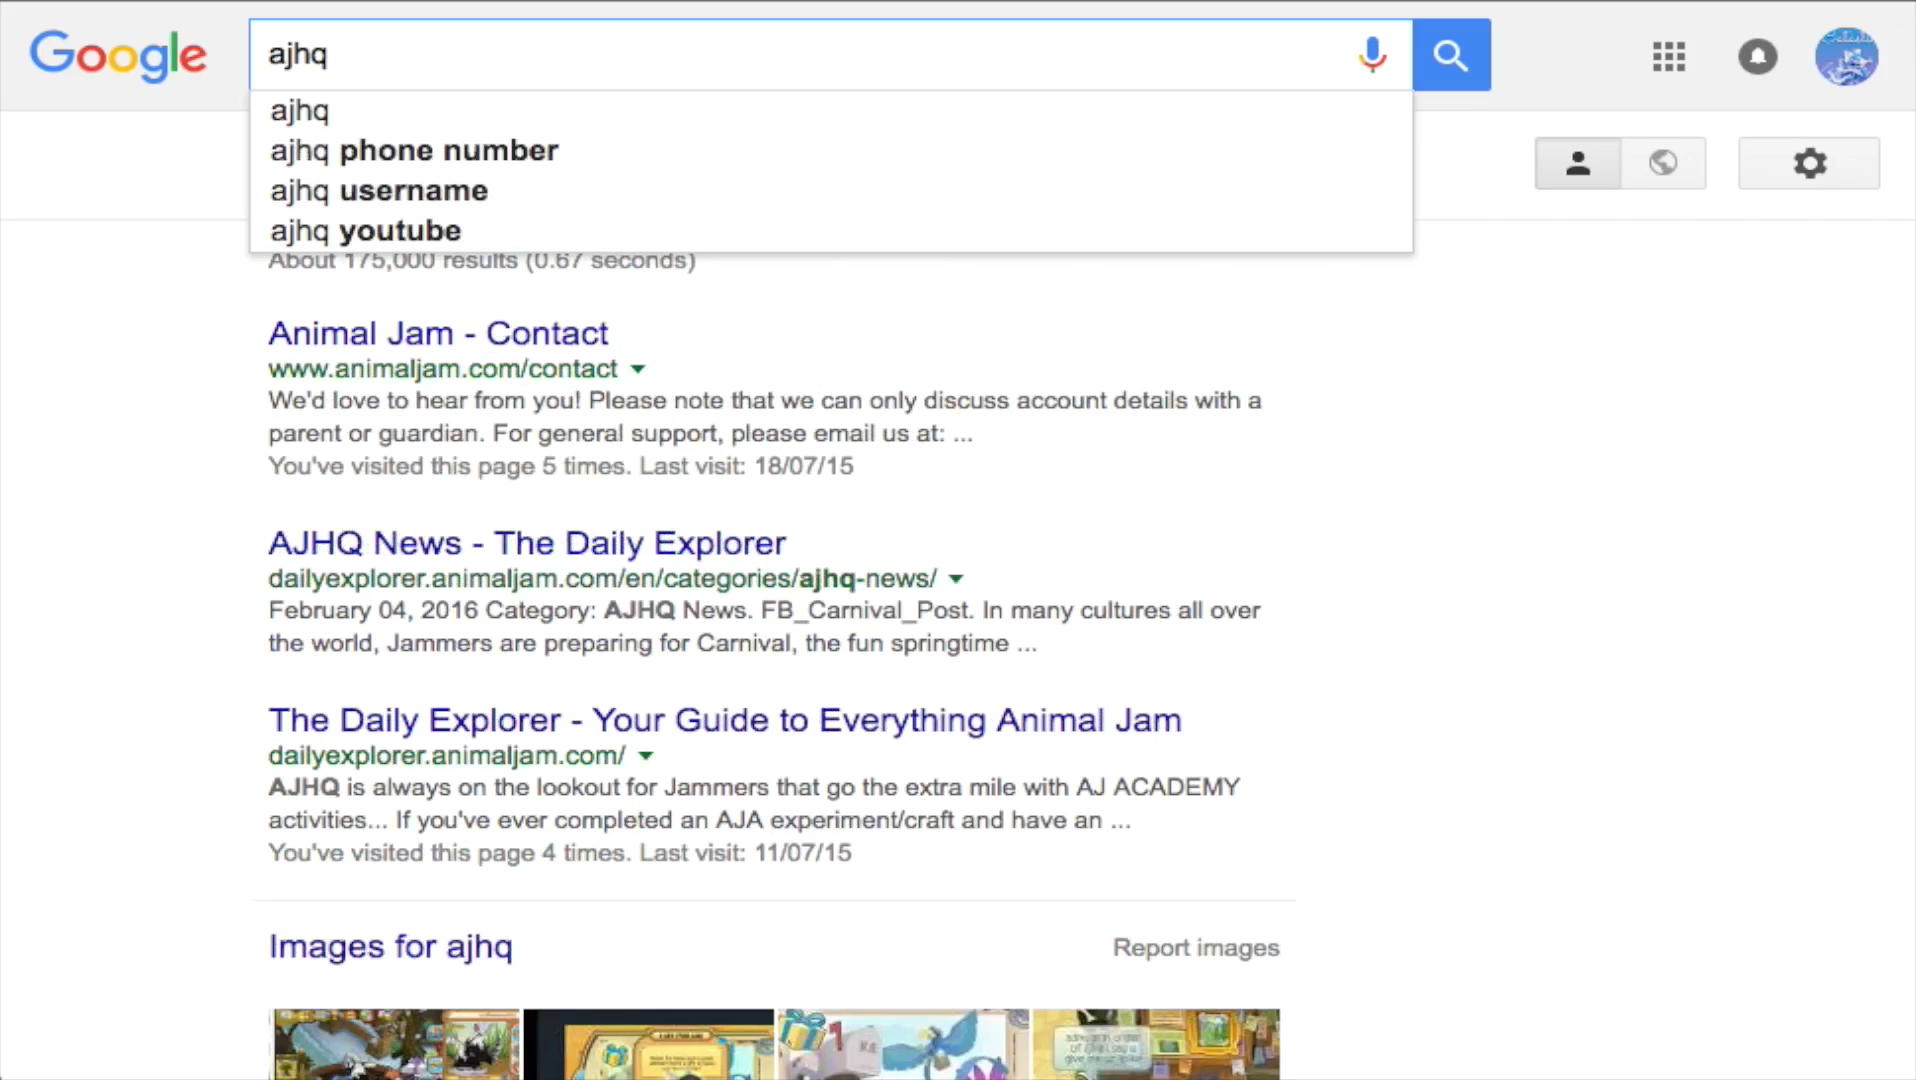 Google
ajhq
ajhq
ajhq phone number
ajhq username
ajhq youtube
About 175,000 results (0.67 seconds)
Animal Jam - Contact
www.animaljam.com/contact
We'd love to hear from you! Please note that we can only discuss account details with a
parent or guardian. For general support, please email us at: ...
You've visited this page 5 times. Last visit: 18/07/15
AJHQ News - The Daily Explorer
dailyexplorer.animaljam.com/en/categories/ajhq-news/
February 04, 2016 Category: AJHQ News. FB_Carnival_Post. In many cultures all over
the world, Jammers are preparing for Carnival, the fun springtime ...
The Daily Explorer - Your Guide to Everything Animal Jam
dailyexplorer.animaljam.com/
AJHQ is always on the lookout for Jammers that go the extra mile with AJ ACADEMY
activities... If you've ever completed an AJA experiment/craft and have an ...
You've visited this page 4 times. Last visit: 11/07/15
Images for ajhq
Report images